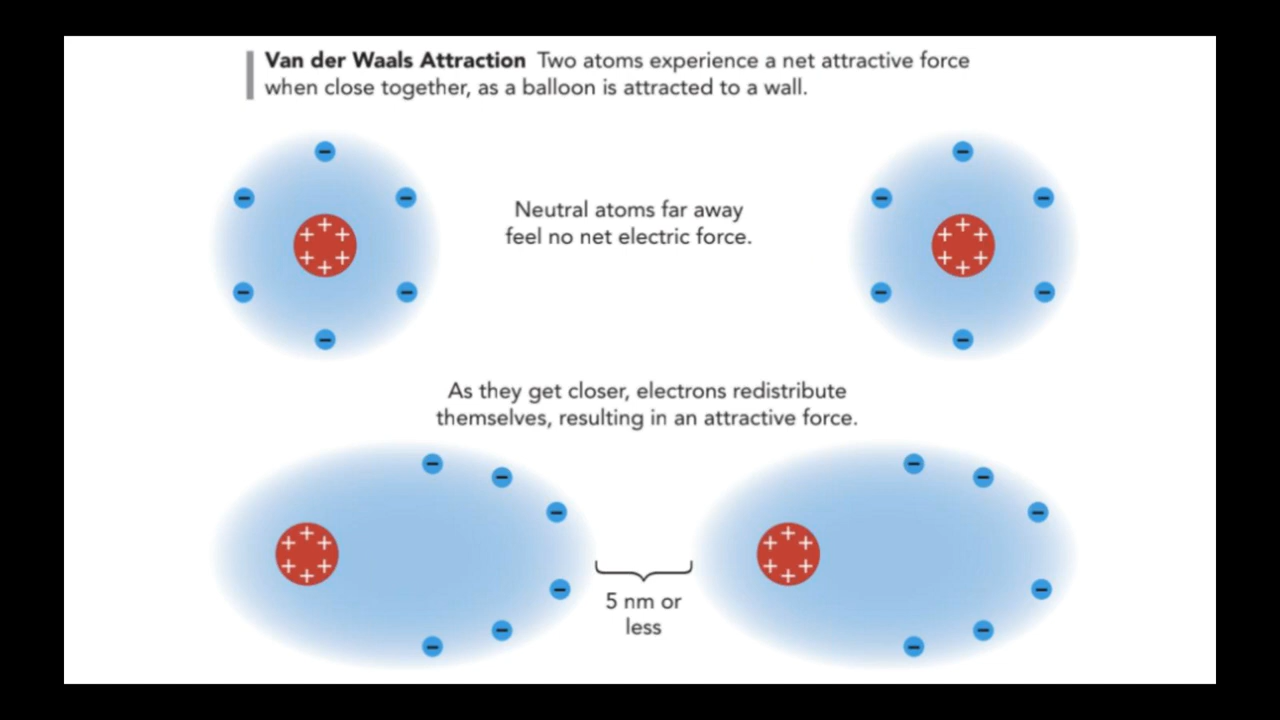 Van der Waals Attraction Two atoms experience a net attractive force
when close together, as a balloon is attracted to a wall.
Neutral atoms far away
feel no net electric force.
As they get closer, electrons redistribute
themselves, resulting in an attractive force.
5 nm or
less